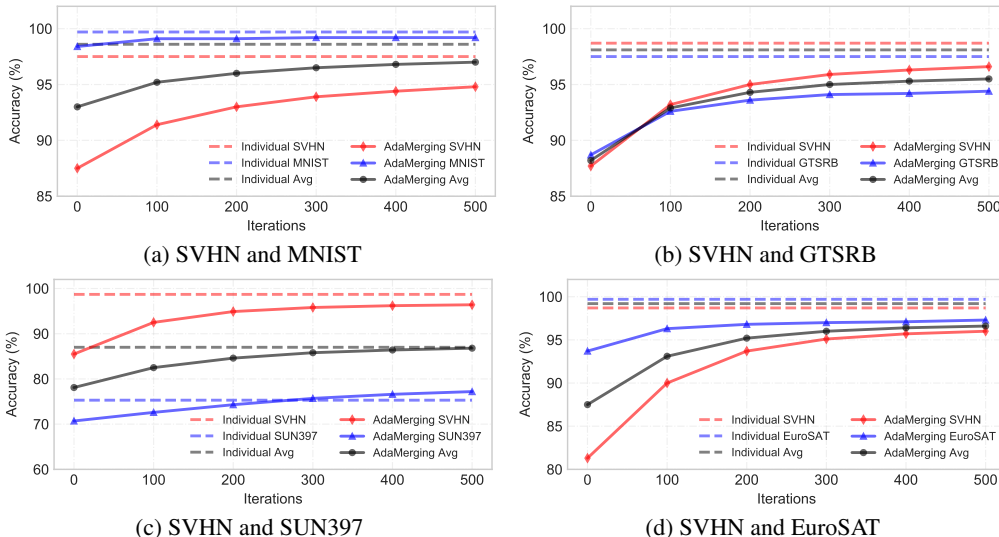 100
95
90
85
Accuracy (%)
Individual SVHN
Individual MNIST
Individual Avg
AdaMerging SVHN
AdaMerging MNIST
AdaMerging Avg
0 100 200 300 400 500
Iterations
(a) SVHN and MNIST
100
95
90
85
Accuracy (%)
Individual SVHN
Individual GTSRB
Individual Avg
AdaMerging SVHN
AdaMerging GTSRB
AdaMerging Avg
0 100 200 300 400 500
Iterations
(b) SVHN and GTSRB
100
90
80
70
60
Accuracy (%)
Individual SVHN
Individual SUN397
Individual Avg
AdaMerging SVHN
AdaMerging SUN397
AdaMerging Avg
0 100 200 300 400 500
Iterations
(c) SVHN and SUN397
100
95
90
85
80
Accuracy (%)
Individual SVHN
Individual EuroSAT
Individual Avg
AdaMerging SVHN
AdaMerging EuroSAT
AdaMerging Avg
0 100 200 300 400 500
Iterations
(d) SVHN and EuroSAT